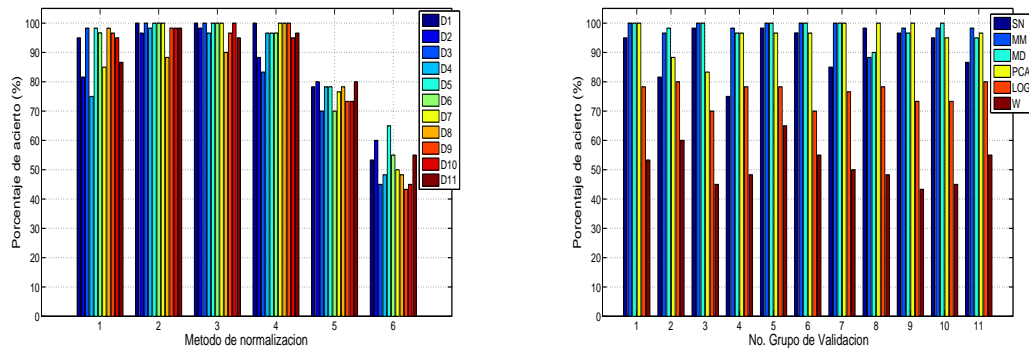 Porcentaje de acierto (%)
100
90
80
70
60
50
40
30
20
10
0
1 2 3 4 5 6
Metodo de normalizacion
D1
D2
D3
D4
D5
D6
D7
D8
D9
D10
D11
Porcentaje de acierto (%)
100
90
80
70
60
50
40
30
20
10
0
1 2 3 4 5 6 7 8 9 10 11
No. Grupo de Validacion
SN
MM
MD
PCA
LOG
W